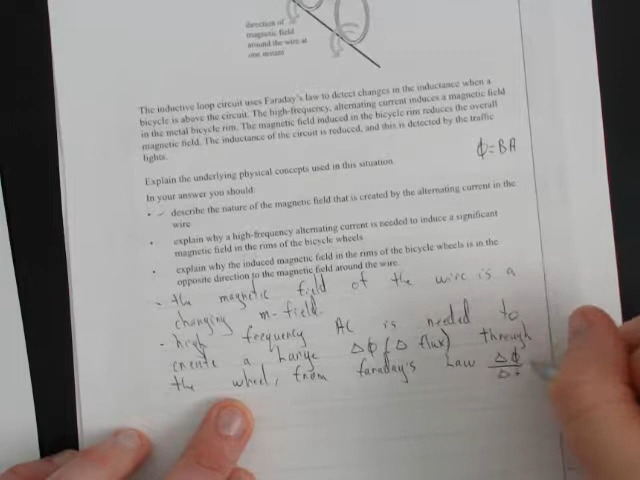 direction of
magnetic field
around the wire at
one instant
The inductive loop circuit uses Faraday's law to detect changes in the inductance when a
bicycle is above the circuit. The high-frequency, alternating current induces a magnetic field
in the metal bicycle rim. The magnetic field induced in the bicycle rim reduces the overall
magnetic field. The inductance of the circuit is reduced, and this is detected by the traffic
lights.
ϕ=BA
Explain the underlying physical concepts used in this situation.
In your answer you should:
• describe the nature of the magnetic field that is created by the alternating current in the
wire
• explain why a high-frequency alternating current is needed to induce a significant
magnetic field in the rims of the bicycle wheels
• explain why the induced magnetic field in the rims of the bicycle wheels is in the
opposite direction to the magnetic field around the wire.
- the magnetic field of the wire is a
changing m-field.
- high frequency AC is needed to
create a large Δϕ (Δ flux) through
the wheel, from faraday's Law Δϕ